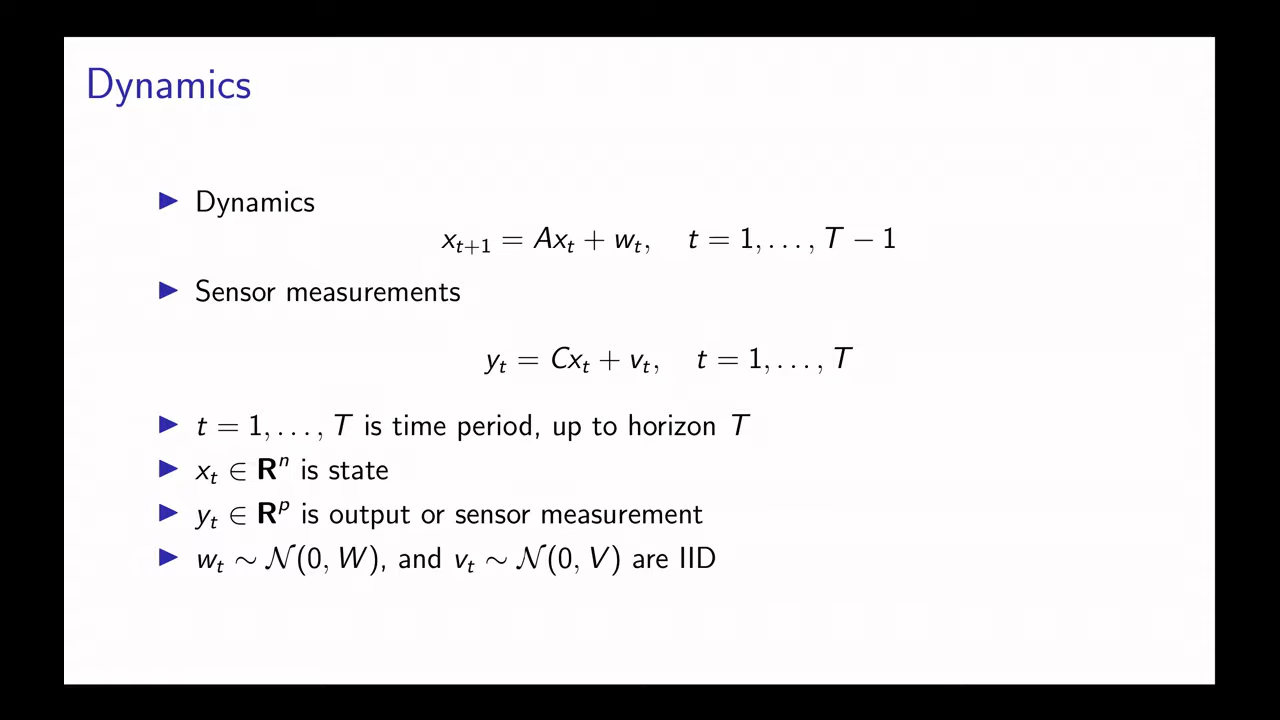 Dynamics
▶ Dynamics
x_{t+1} = Ax_t + w_t,   t = 1, . . . , T − 1
▶ Sensor measurements
y_t = Cx_t + v_t,   t = 1, . . . , T
▶ t = 1, . . . , T is time period, up to horizon T
▶ x_t ∈ R^n is state
▶ y_t ∈ R^p is output or sensor measurement
▶ w_t ∼ 𝒩(0, W), and v_t ∼ 𝒩(0, V) are IID